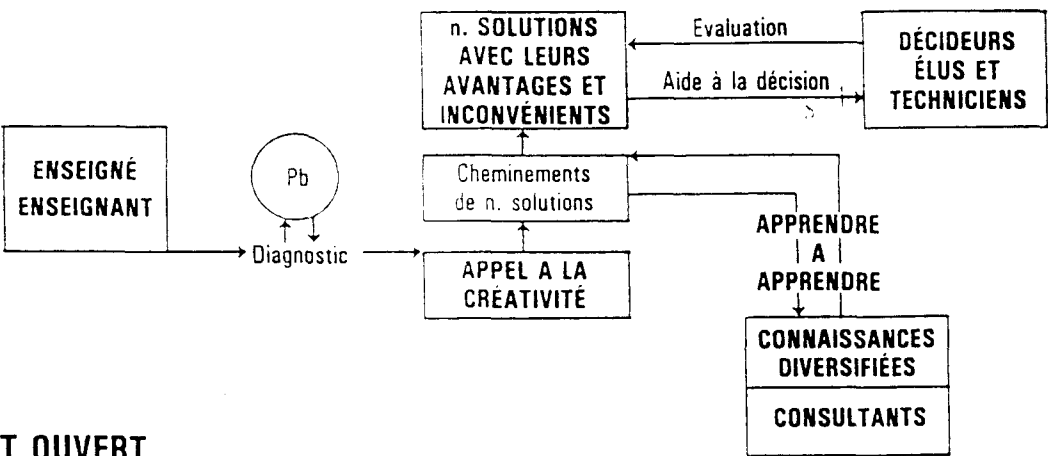 n. SOLUTIONS
AVEC LEURS
AVANTAGES ET
INCONVÉNIENTS
Evaluation
Aide à la décision
DÉCIDEURS
ÉLUS ET
TECHNICIENS
ENSEIGNÉ
ENSEIGNANT
Pb
Diagnostic
Cheminements
de n. solutions
APPEL A LA
CRÉATIVITÉ
APPRENDRE
A
APPRENDRE
CONNAISSANCES
DIVERSIFIÉES
CONSULTANTS
T OUVERT